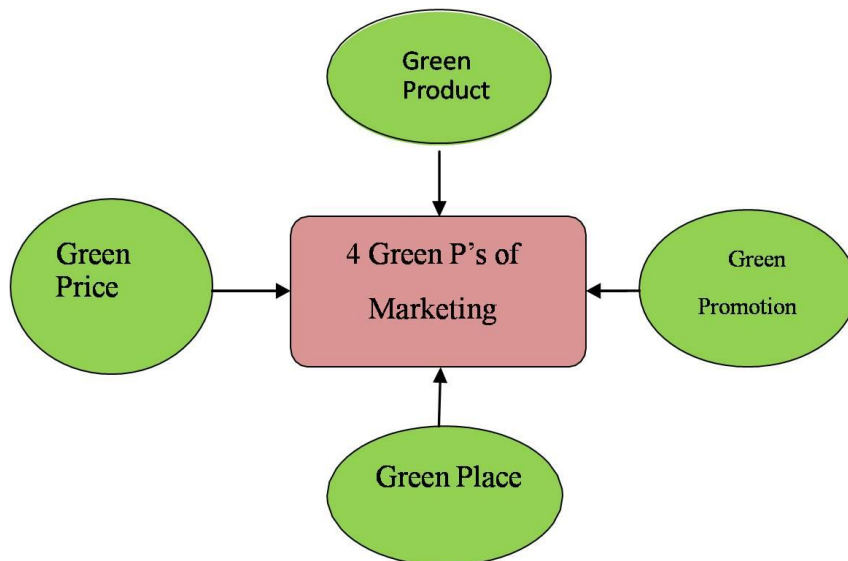 Green
Product
Green
Price
4 Green P’s of
Marketing
Green
Promotion
Green Place